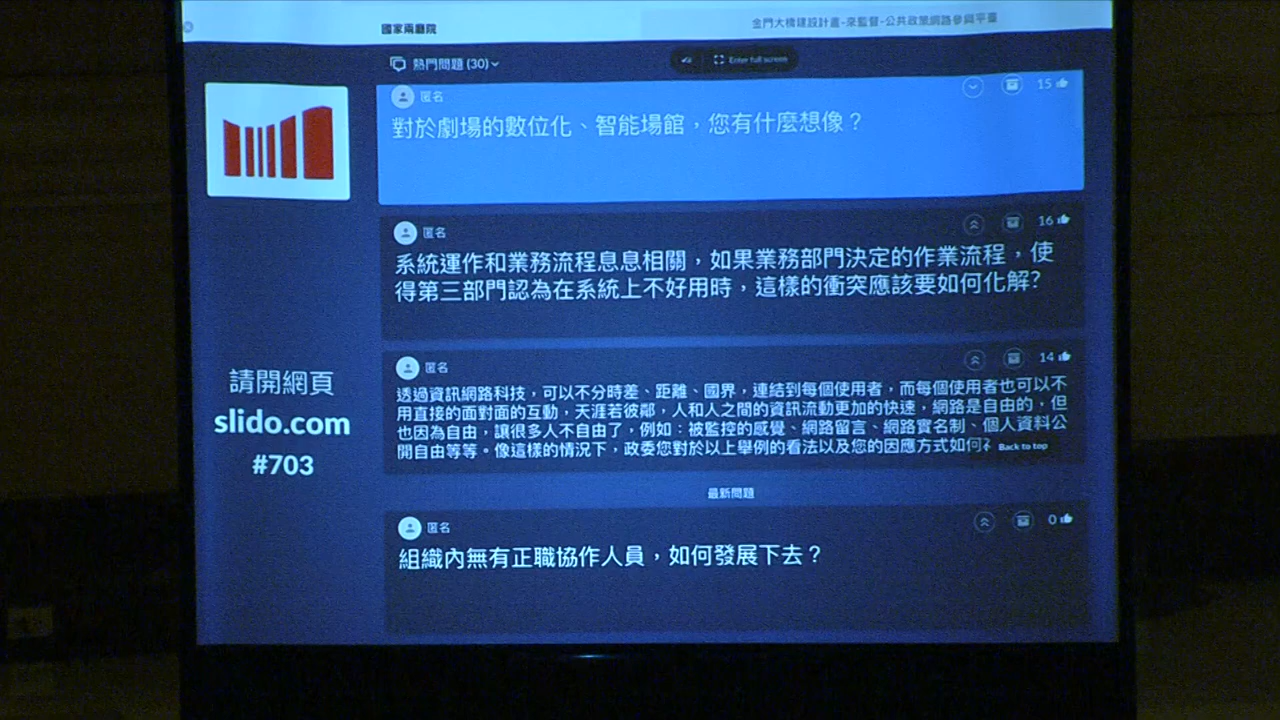 國家兩廳院
金門大橋建設計畫-來監督-公共政策網路參與平臺
熱門問題 (30)
Enter full screen
匿名
15
對於劇場的數位化、智能場館，您有什麼想像？
匿名
16
系統運作和業務流程息息相關，如果業務部門決定的作業流程，使
得第三部門認為在系統上不好用時，這樣的衝突應該要如何化解?
匿名
14
透過資訊網路科技，可以不分時差、距離、國界，連結到每個使用者，而每個使用者也可以不
用直接的面對面的互動，天涯若彼鄰，人和人之間的資訊流動更加的快速，網路是自由的，但
也因為自由，讓很多人不自由了，例如：被監控的感覺、網路留言、網路實名制、個人資料公
開自由等等。像這樣的情況下，政委您對於以上舉例的看法以及您的因應方式如何
Back to top
請開網頁
slido.com
#703
最新問題
匿名
0
組織內無有正職協作人員，如何發展下去？